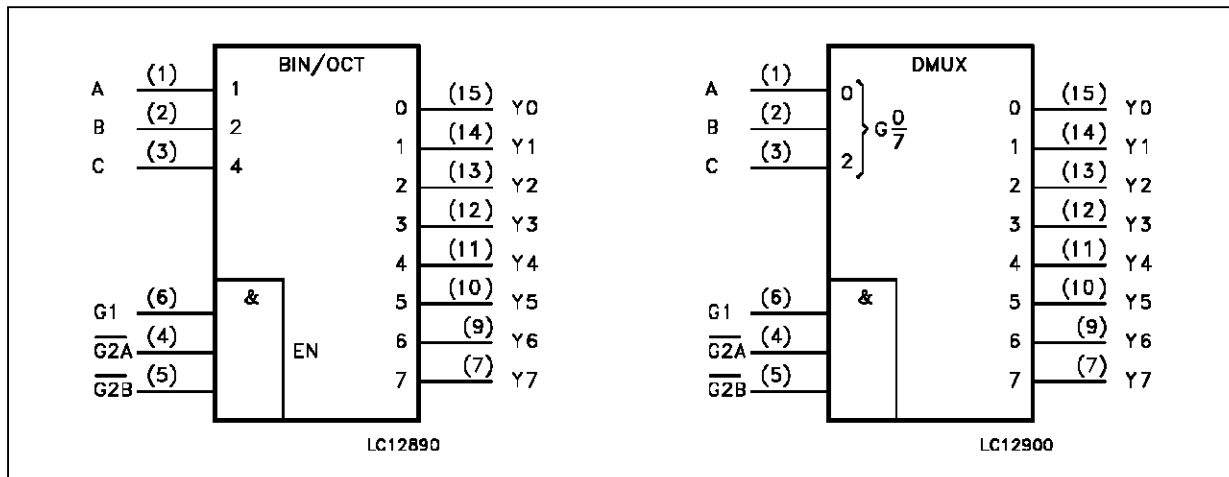 BIN/OCT
A (1) 1
B (2) 2
C (3) 4
G1 (6) &
G2A (4) EN
G2B (5)
0 (15) Y0
1 (14) Y1
2 (13) Y2
3 (12) Y3
4 (11) Y4
5 (10) Y5
6 (9) Y6
7 (7) Y7
LC12890
DMUX
A (1) 0
B (2) G 0/7
C (3) 2
G1 (6) &
G2A (4)
G2B (5)
0 (15) Y0
1 (14) Y1
2 (13) Y2
3 (12) Y3
4 (11) Y4
5 (10) Y5
6 (9) Y6
7 (7) Y7
LC12900